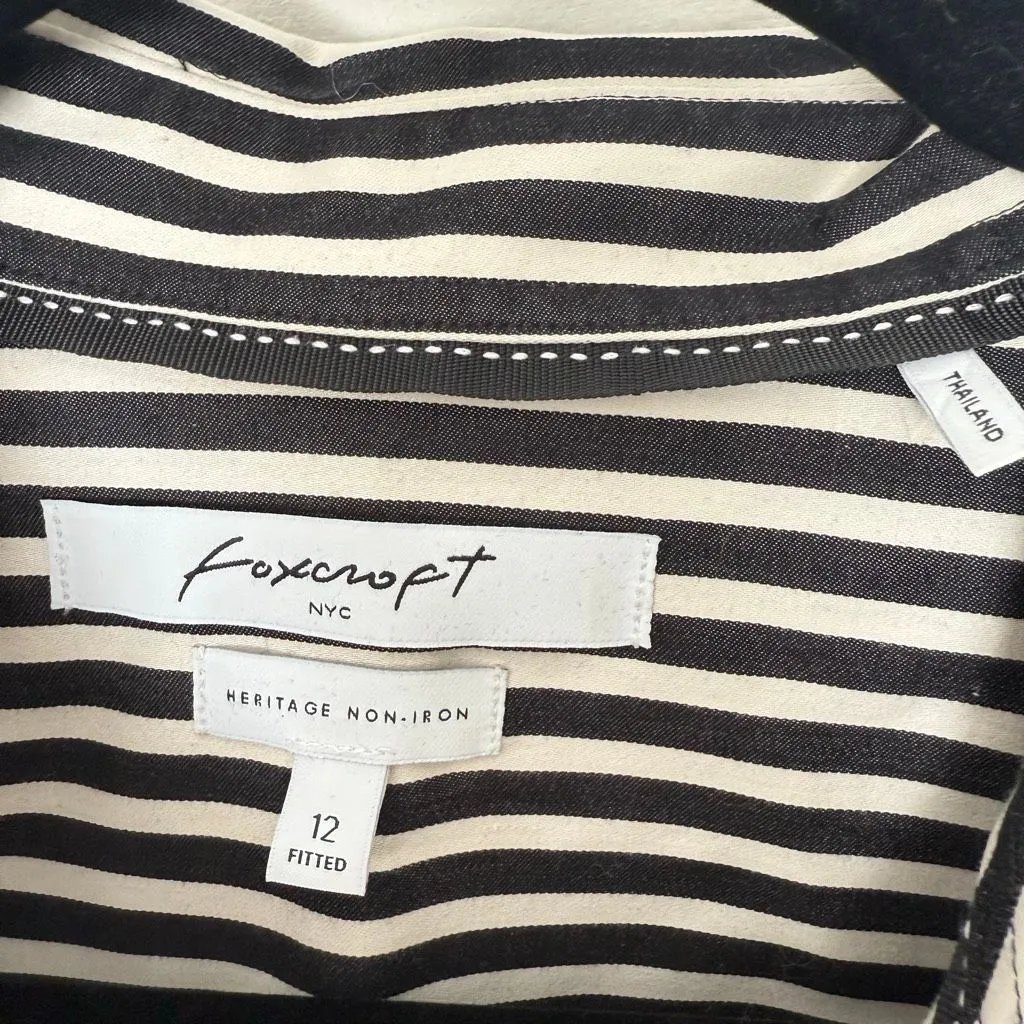 THAILAND
Foxcroft
NYC
HERITAGE NON-IRON
12
FITTED